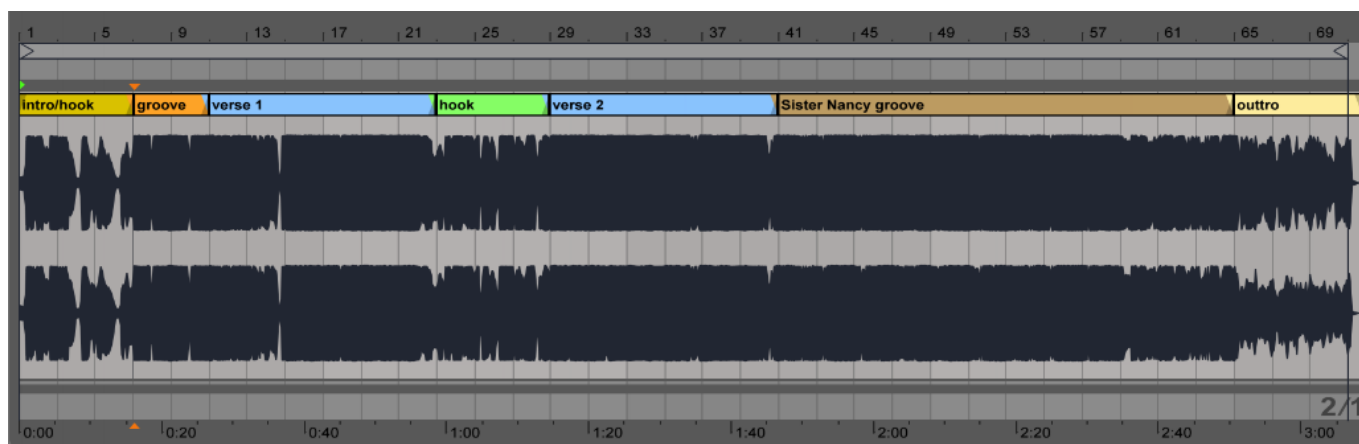 1 5 9 13 17 21 25 29 33 37 41 45 49 53 57 61 65 69
intro/hook groove verse 1 hook verse 2 Sister Nancy groove outtro
2/1
0:00 0:20 0:40 1:00 1:20 1:40 2:00 2:20 2:40 3:00